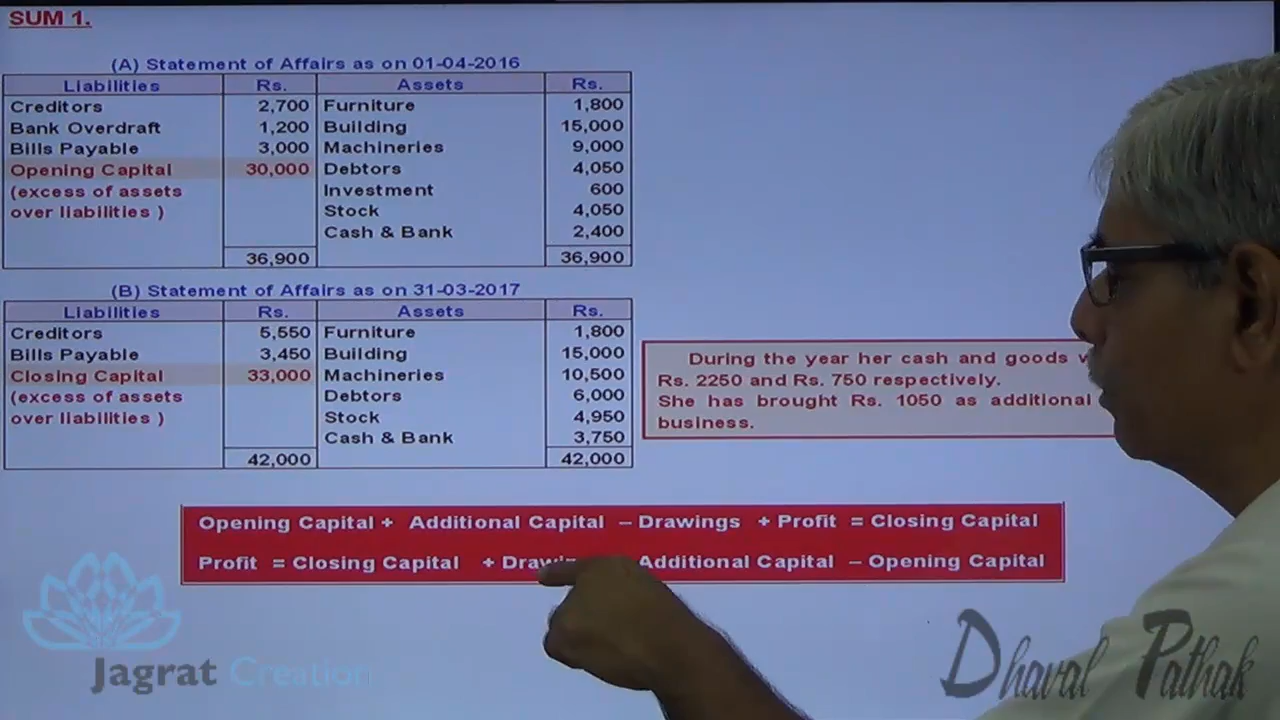 SUM 1.
(A) Statement of Affairs as on 01-04-2016
Liabilities Rs. Assets Rs.
Creditors 2,700 Furniture 1,800
Bank Overdraft 1,200 Building 15,000
Bills Payable 3,000 Machineries 9,000
Opening Capital 30,000 Debtors 4,050
(excess of assets Investment 600
over liabilities ) Stock 4,050
Cash & Bank 2,400
36,900 36,900
(B) Statement of Affairs as on 31-03-2017
Liabilities Rs. Assets Rs.
Creditors 5,550 Furniture 1,800
Bills Payable 3,450 Building 15,000
Closing Capital 33,000 Machineries 10,500
(excess of assets Debtors 6,000
over liabilities ) Stock 4,950
Cash & Bank 3,750
42,000 42,000
During the year her cash and goods
Rs. 2250 and Rs. 750 respectively.
She has brought Rs. 1050 as additional
business.
Opening Capital + Additional Capital – Drawings + Profit = Closing Capital
Profit = Closing Capital + Additional Capital – Opening Capital
Jagrat Creation
Dhaval Pathak